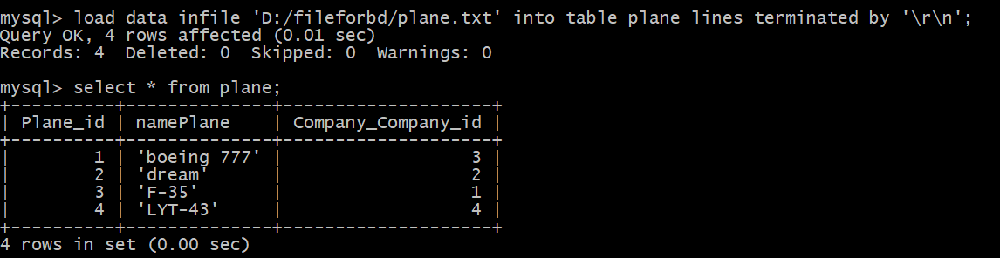 mysql> load data infile 'D:/fileforbd/plane.txt' into table plane lines terminated by '\r\n';
Query OK, 4 rows affected (0.01 sec)
Records: 4  Deleted: 0  Skipped: 0  Warnings: 0

mysql> select * from plane;
+----------+--------------+--------------------+
| Plane_id | namePlane    | Company_Company_id |
+----------+--------------+--------------------+
|        1 | 'boeing 777' |                  3 |
|        2 | 'dream'      |                  2 |
|        3 | 'F-35'       |                  1 |
|        4 | 'LYT-43'     |                  4 |
+----------+--------------+--------------------+
4 rows in set (0.00 sec)